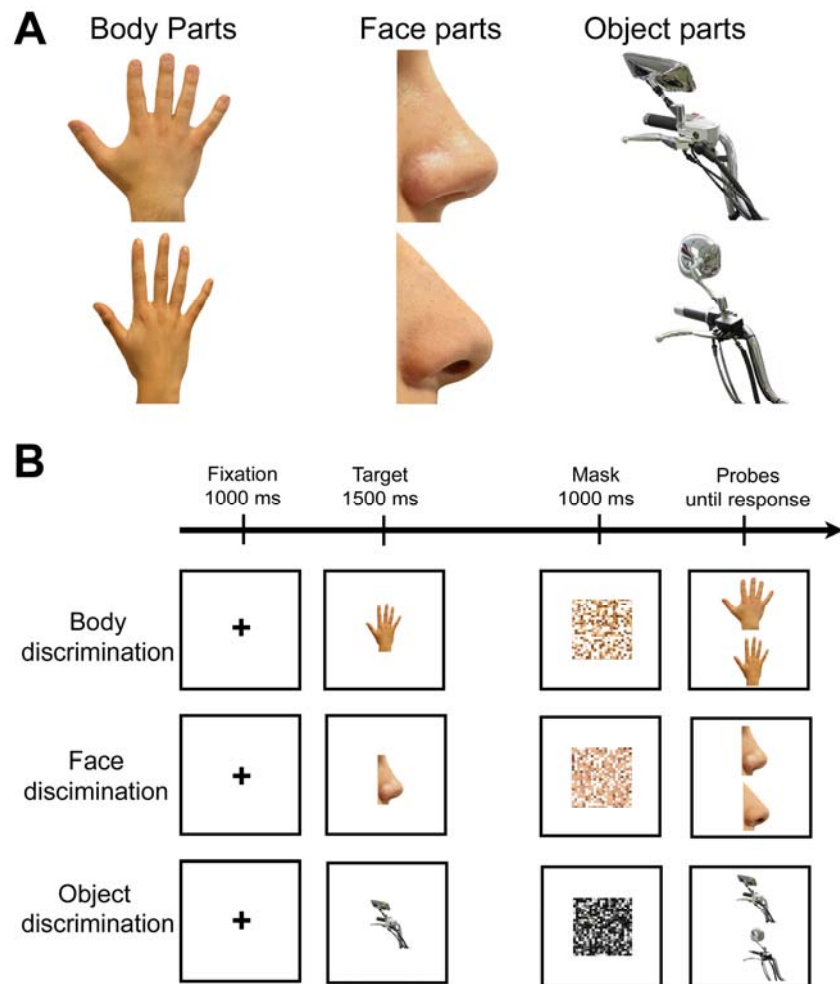 A
Body Parts
Face parts
Object parts
B
Fixation
1000 ms
Target
1500 ms
Mask
1000 ms
Probes
until response
Body
discrimination
Face
discimination
Object
discrimination